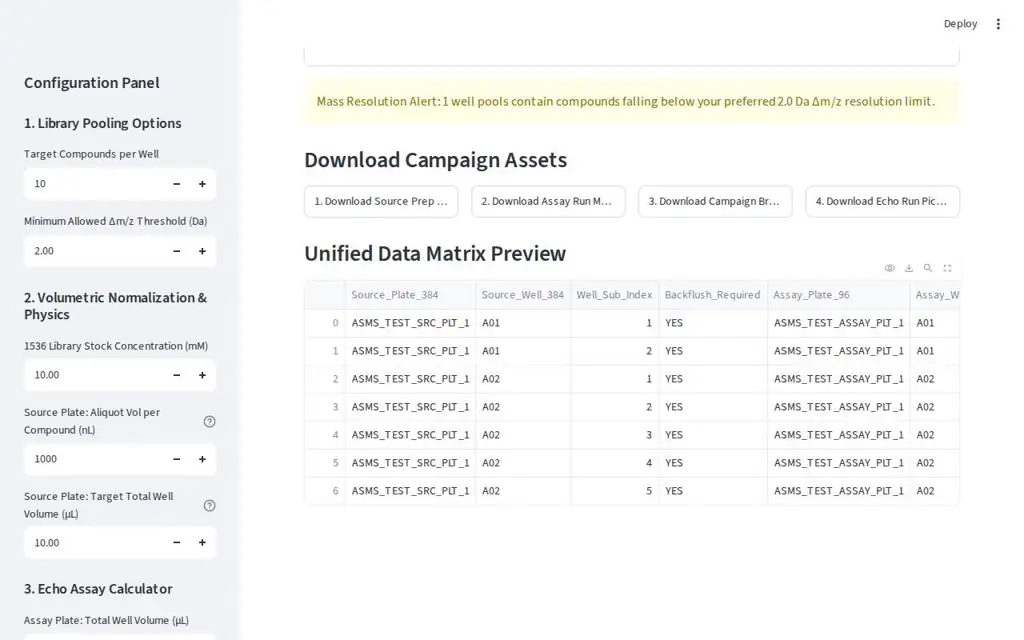 Deploy
Configuration Panel
1. Library Pooling Options
Target Compounds per Well
10
Minimum Allowed Δm/z Threshold (Da)
2.00
2. Volumetric Normalization &
Physics
1536 Library Stock Concentration (mM)
10.00
Source Plate: Aliquot Vol per
Compound (nL)
1000
Source Plate: Target Total Well
Volume (µL)
10.00
3. Echo Assay Calculator
Assay Plate: Total Well Volume (µL)
Mass Resolution Alert: 1 well pools contain compounds falling below your preferred 2.0 Da Δm/z resolution limit.
Download Campaign Assets
1. Download Source Prep ...
2. Download Assay Run M...
3. Download Campaign Br...
4. Download Echo Run Pic...
Unified Data Matrix Preview
Source_Plate_384 Source_Well_384 Well_Sub_Index Backflush_Required Assay_Plate_96 Assay_W
0 ASMS_TEST_SRC_PLT_1 A01 1 YES ASMS_TEST_ASSAY_PLT_1 A01
1 ASMS_TEST_SRC_PLT_1 A01 2 YES ASMS_TEST_ASSAY_PLT_1 A01
2 ASMS_TEST_SRC_PLT_1 A02 1 YES ASMS_TEST_ASSAY_PLT_1 A02
3 ASMS_TEST_SRC_PLT_1 A02 2 YES ASMS_TEST_ASSAY_PLT_1 A02
4 ASMS_TEST_SRC_PLT_1 A02 3 YES ASMS_TEST_ASSAY_PLT_1 A02
5 ASMS_TEST_SRC_PLT_1 A02 4 YES ASMS_TEST_ASSAY_PLT_1 A02
6 ASMS_TEST_SRC_PLT_1 A02 5 YES ASMS_TEST_ASSAY_PLT_1 A02